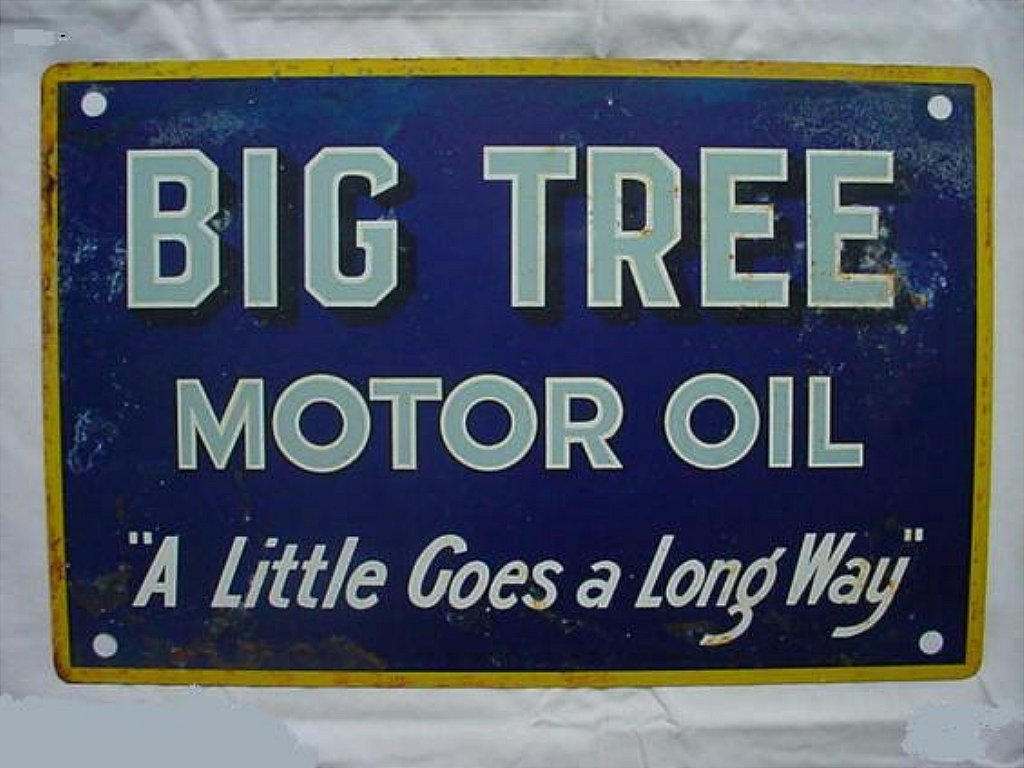 BIG TREE
MOTOR OIL
"A Little Goes a Long Way"